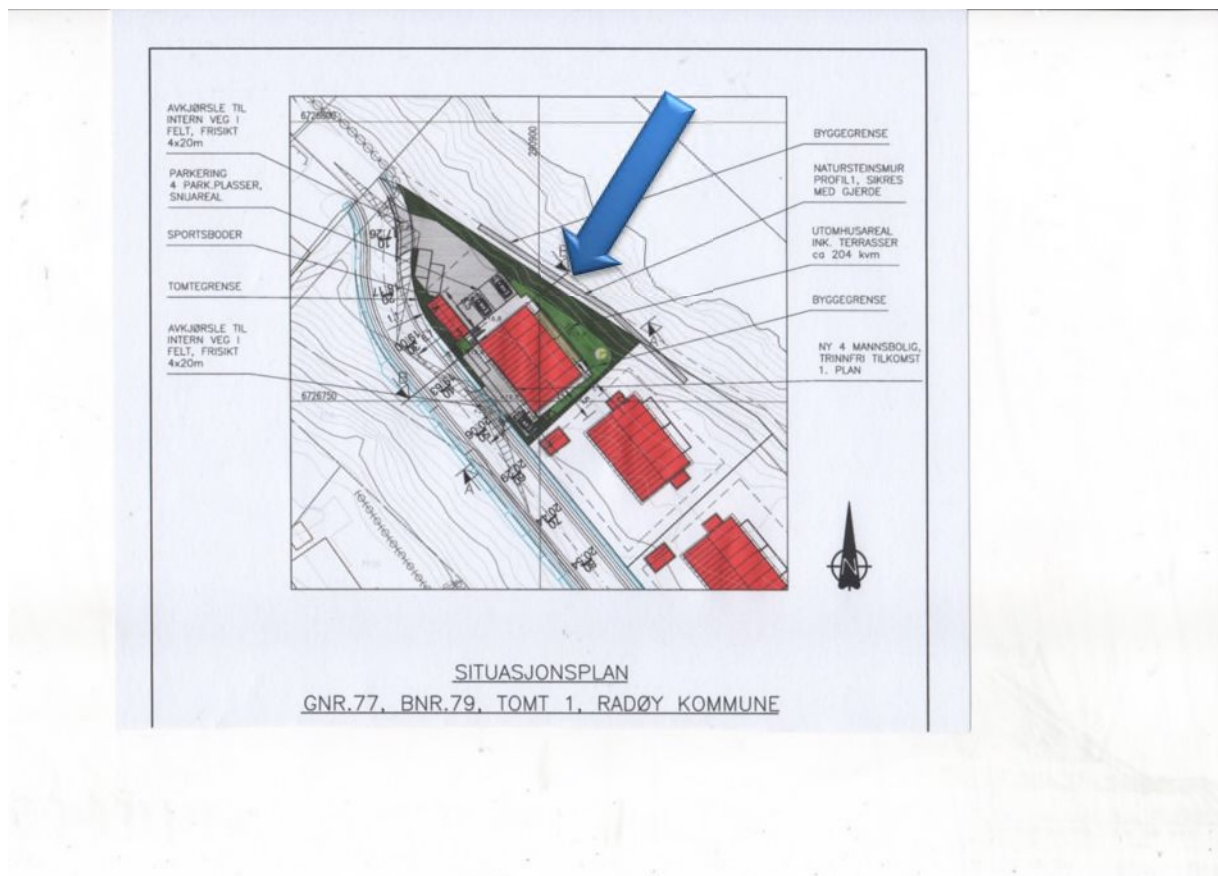 AVKJØRSLE TIL
INTERN VEG I
FELT, FRISIKT
4x20m
PARKERING
4 PARK.PLASSER,
SNUAREAL
SPORTSBODER
TOMTEGRENSE
AVKJØRSLE TIL
INTERN VEG I
FELT, FRISIKT
4x20m
6726800
280900
6726750
BYGGEGRENSE
NATURSTEINSMUR
PROFIL1, SIKRES
MED GJERDE
UTOMHUSAREAL
INK. TERRASSER
ca 204 kvm
BYGGEGRENSE
NY 4 MANNSBOLIG,
TRINNFRI TILKOMST
1. PLAN
A
B
A
N
SITUASJONSPLAN
GNR.77, BNR.79, TOMT 1, RADØY KOMMUNE